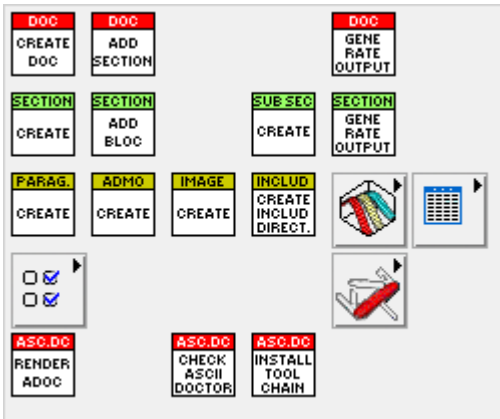 DOC
CREATE
DOC
DOC
ADD
SECTION
DOC
GENE
RATE
OUTPUT
SECTION
CREATE
SECTION
ADD
BLOC
SUB SEC
CREATE
SECTION
GENE
RATE
OUTPUT
PARAG.
CREATE
ADMO
CREATE
IMAGE
CREATE
INCLUD
CREATE
INCLUD
DIRECT.
ASC.DC
RENDER
ADOC
ASC.DC
CHECK
ASCII
DOCTOR
ASC.DC
INSTALL
TOOL
CHAIN